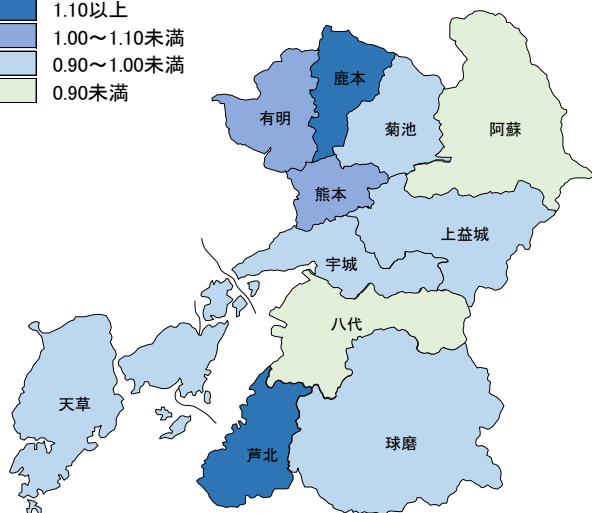 1.10以上
1.00～1.10未満
0.90～1.00未満
0.90未満
鹿本
有明
菊池
阿蘇
熊本
上益城
宇城
八代
天草
球磨
芦北